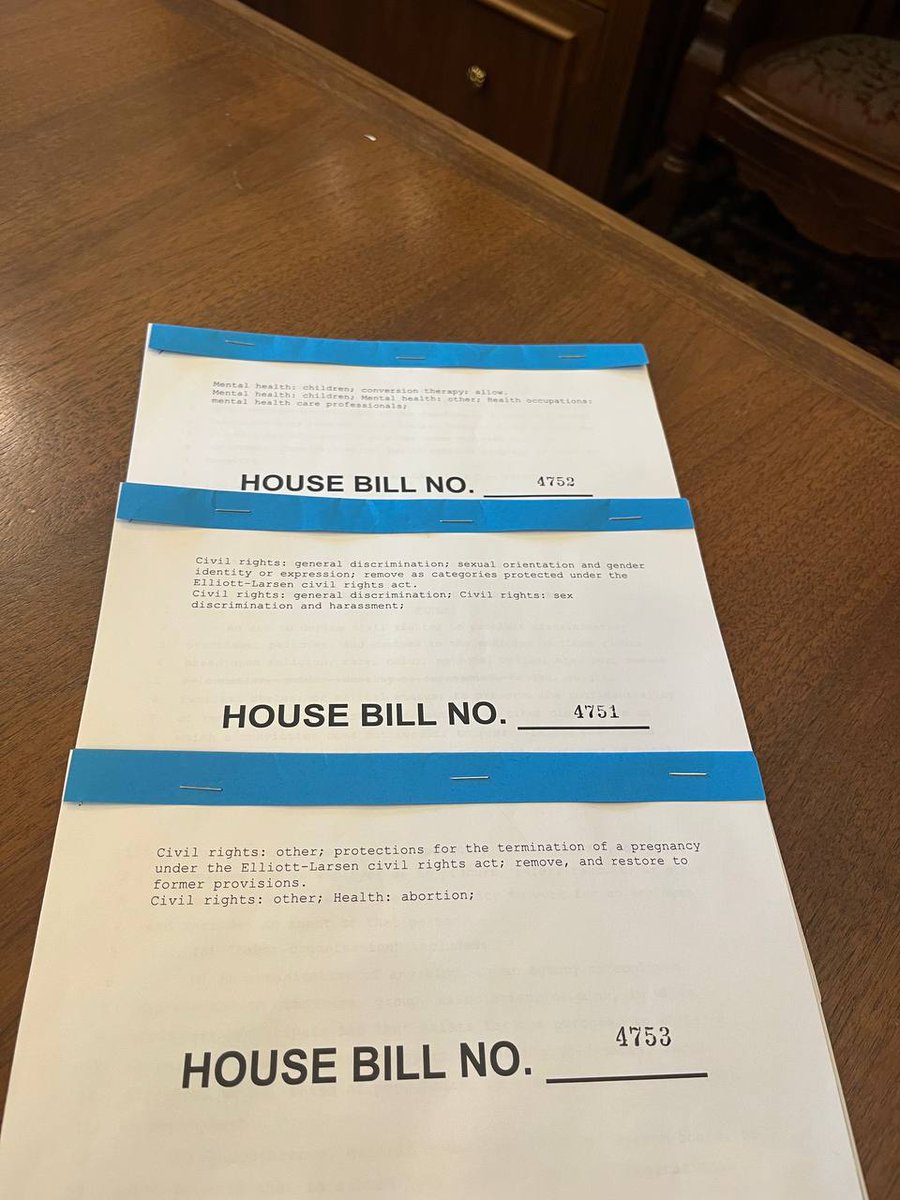 Mental health: children; conversion therapy: allow.
Mental health: children; Mental health: other; Health occupations:
mental health care professionals;
HOUSE BILL NO. 4752
Civil rights: general discrimination; sexual orientation and gender
identity or expression; remove as categories protected under the
Elliott-Larsen civil rights act.
Civil rights: general discrimination; Civil rights: sex
discrimination and harassment;
HOUSE BILL NO. 4751
Civil rights: other; protections for the termination of a pregnancy
under the Elliott-Larsen civil rights act; remove, and restore to
former provisions.
Civil rights: other; Health: abortion;
HOUSE BILL NO. 4753